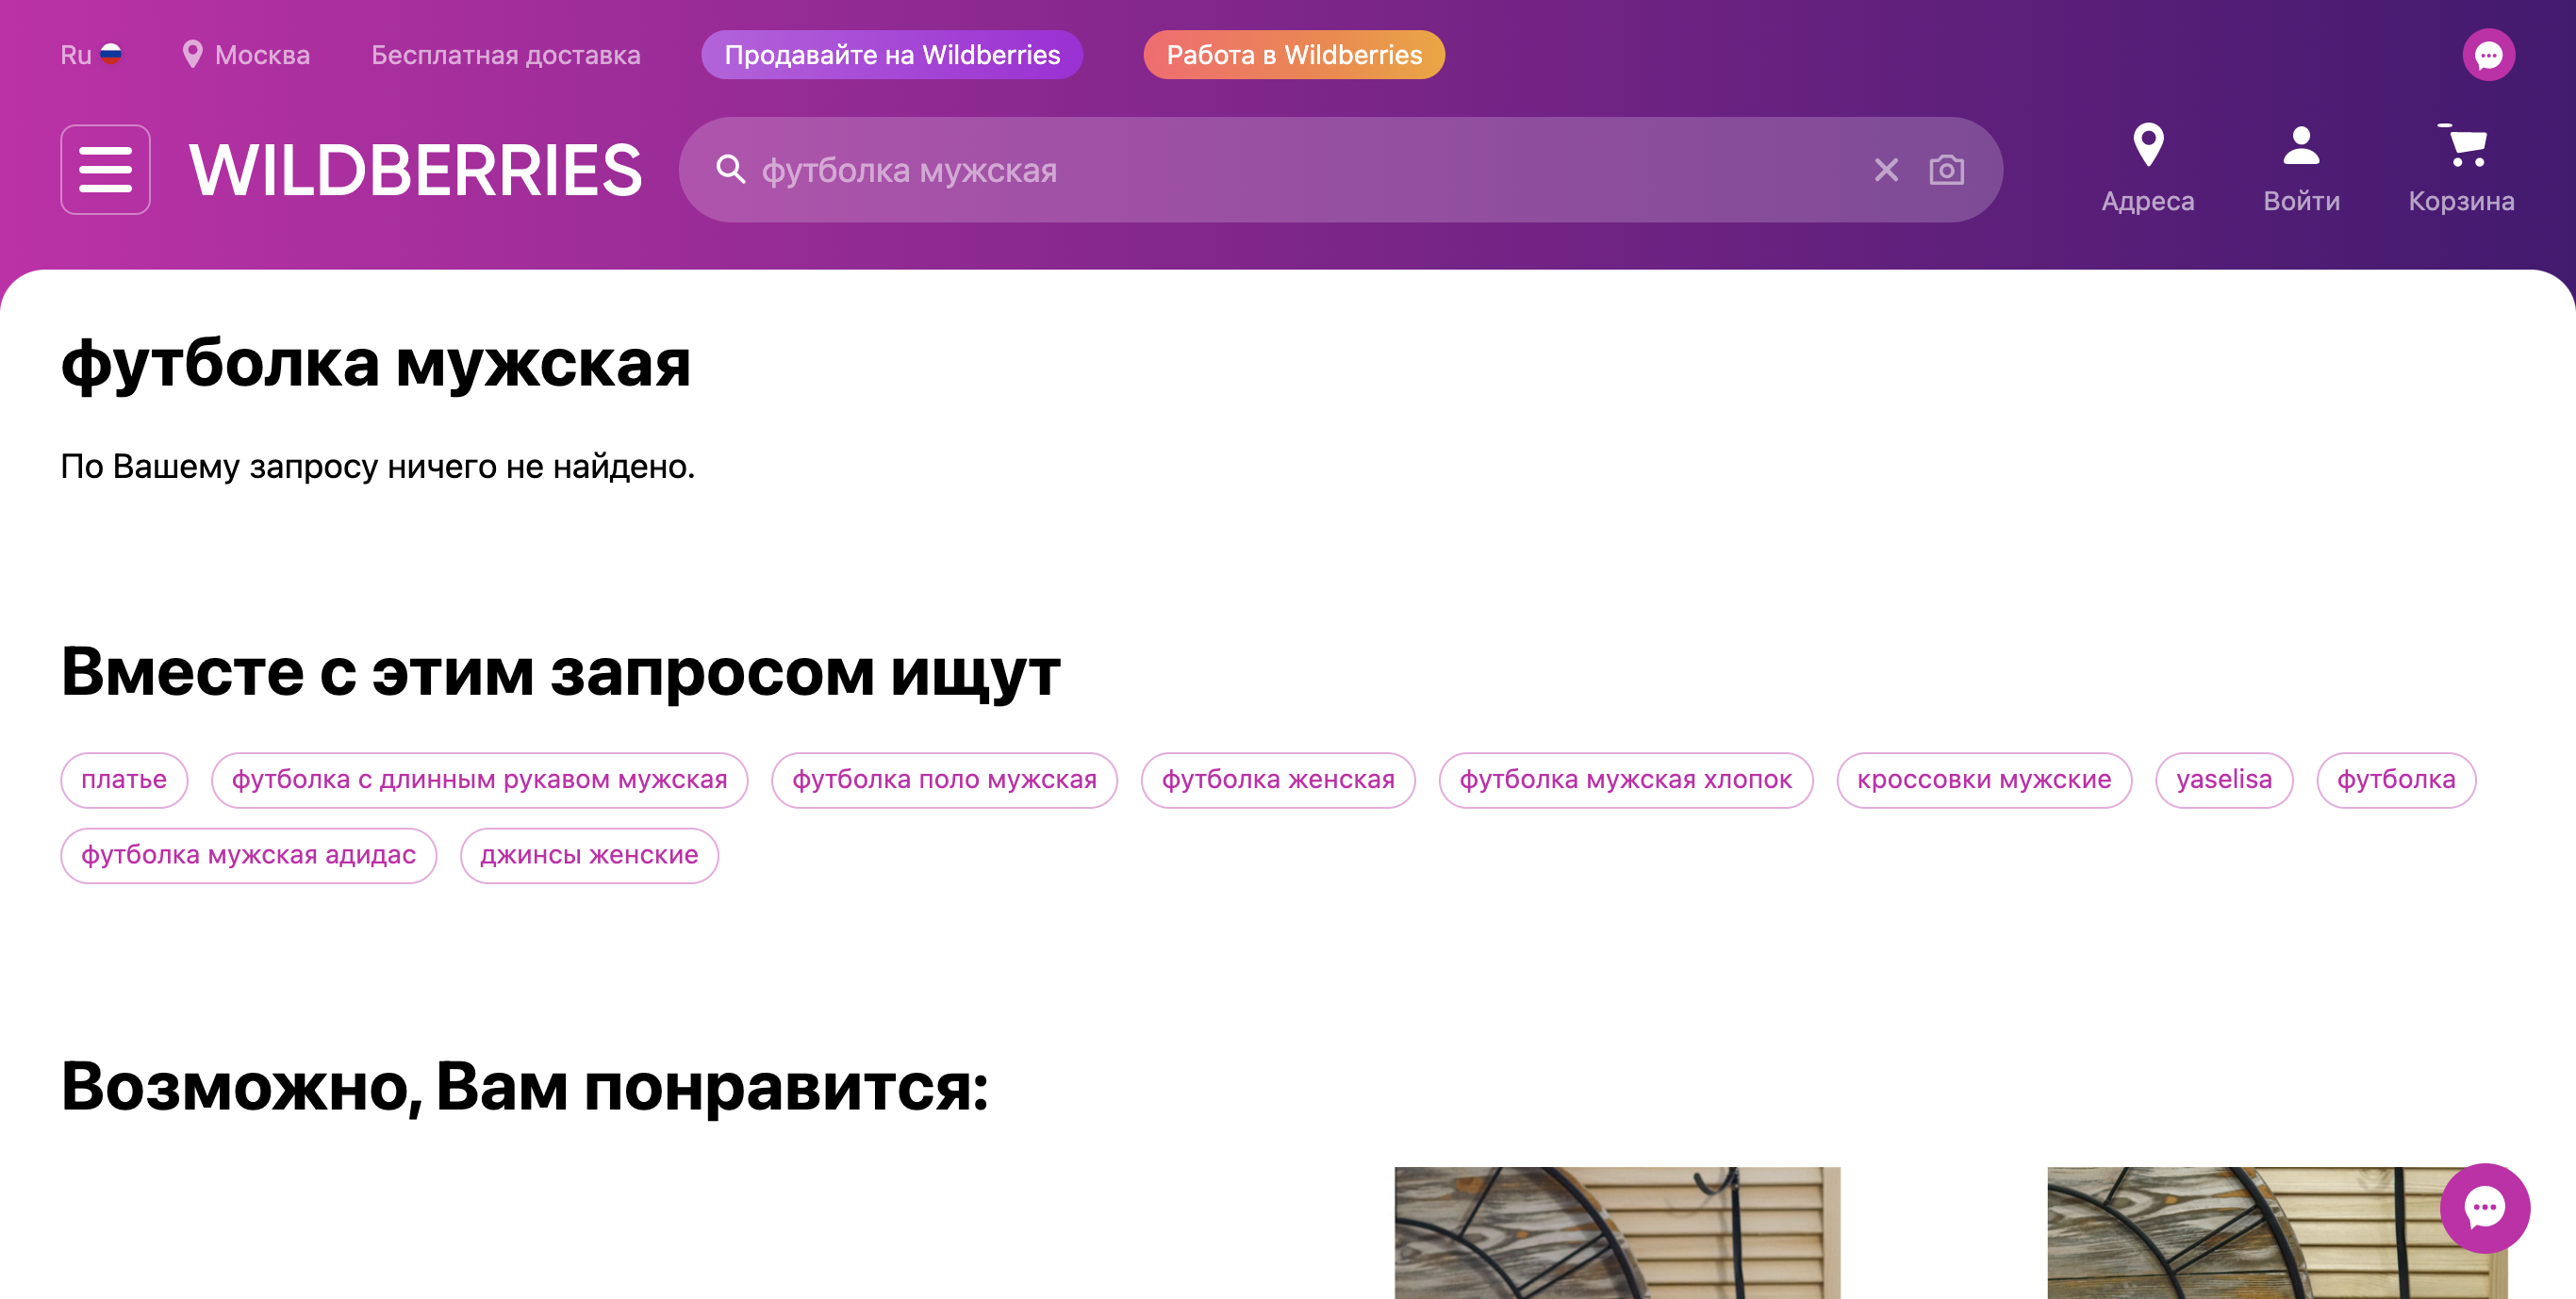 Ru Москва Бесплатная доставка Продавайте на Wildberries Работа в Wildberries
WILDBERRIES футболка мужская Адреса Войти Корзина
футболка мужская
По Вашему запросу ничего не найдено.
Вместе с этим запросом ищут
платье футболка с длинным рукавом мужская футболка поло мужская футболка женская футболка мужская хлопок кроссовки мужские yaselisa футболка
футболка мужская адидас джинсы женские
Возможно, Вам понравится: